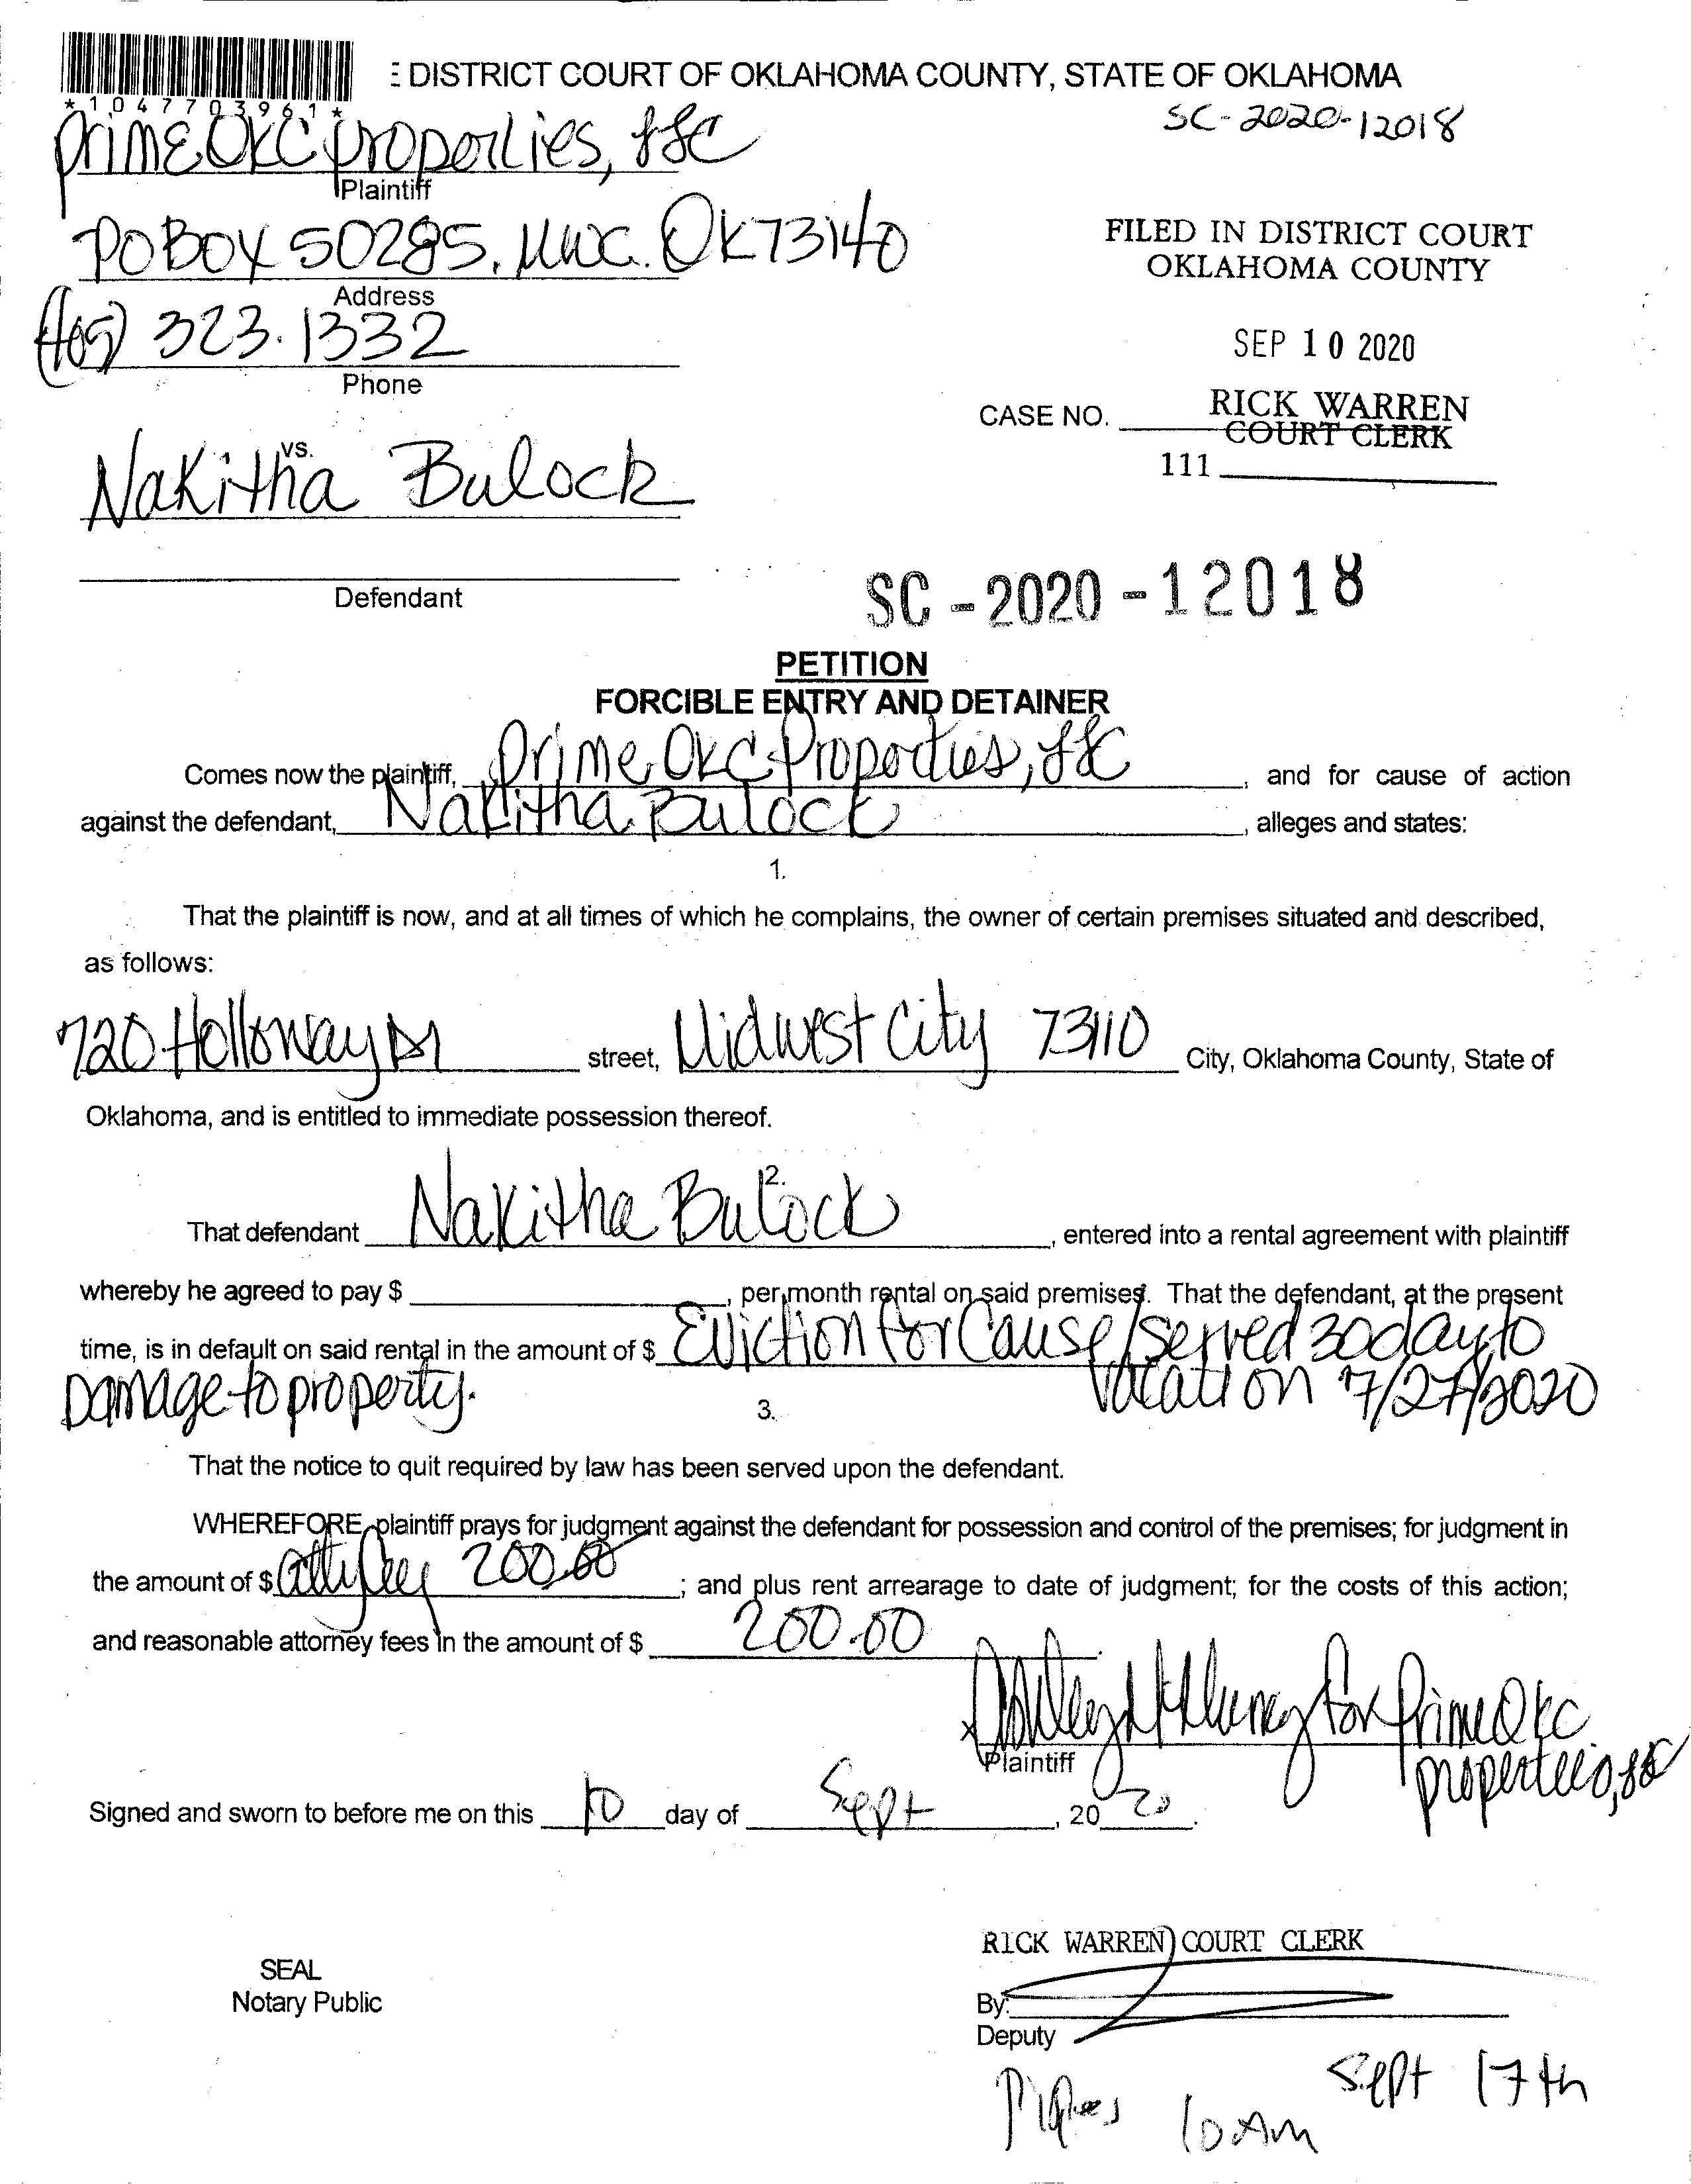 E DISTRICT COURT OF OKLAHOMA COUNTY, STATE OF OKLAHOMA
*1047703961*
SC-2020-12018
Prime OKC Properties, LLC
Plaintiff
PO BOX 50285, MWC. OK 73140
FILED IN DISTRICT COURT
OKLAHOMA COUNTY
Address
(405) 323.1332
SEP 10 2020
Phone
CASE NO.
RICK WARREN
COURT CLERK
111
vs.
Nakitha Bulock
Defendant
SC-2020-12018
PETITION
FORCIBLE ENTRY AND DETAINER
Comes now the plaintiff, Prime OKC Properties, LLC, and for cause of action
against the defendant, Nakitha Bulock, alleges and states:
1.
That the plaintiff is now, and at all times of which he complains, the owner of certain premises situated and described,
as follows:
720 Holloway Dr street, Midwest City 73110 City, Oklahoma County, State of
Oklahoma, and is entitled to immediate possession thereof.
2.
That defendant Nakitha Bulock, entered into a rental agreement with plaintiff
whereby he agreed to pay $, per month rental on said premises. That the defendant, at the present
time, is in default on said rental in the amount of $ Eviction for Cause/served 30 day to
Damage to property. vacat on 7/27/2020
3.
That the notice to quit required by law has been served upon the defendant.
WHEREFORE, plaintiff prays for judgment against the defendant for possession and control of the premises; for judgment in
the amount of $ atty fees 200.00; and plus rent arrearage to date of judgment; for the costs of this action;
and reasonable attorney fees in the amount of $ 200.00
x Ashley for Prime OKC
Properties, LLC
Plaintiff
Signed and sworn to before me on this 10 day of Sept, 2020.
RICK WARREN COURT CLERK
SEAL
Notary Public
By:
Deputy
Sept 17th
10 AM